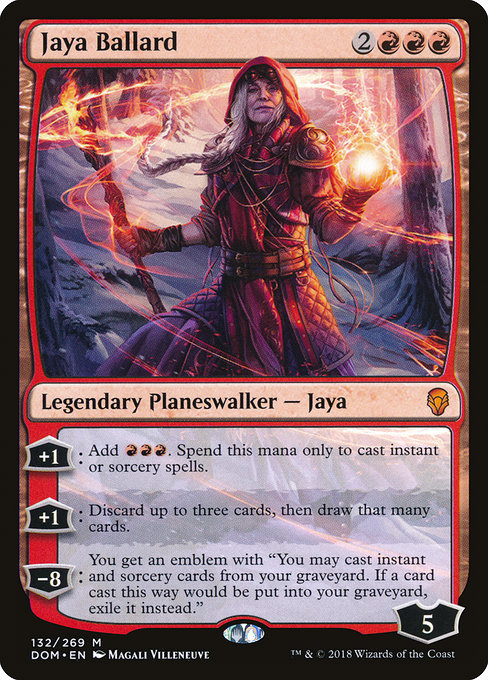 Jaya Ballard 2
Legendary Planeswalker — Jaya
+1 : Add . Spend this mana only to cast instant
or sorcery spells.
+1 : Discard up to three cards, then draw that many
cards.
−8 : You get an emblem with “You may cast instant
and sorcery cards from your graveyard. If a card
cast this way would be put into your graveyard,
exile it instead.”
5
132/269 M
DOM • EN Magali Villeneuve
™ & © 2018 Wizards of the Coast